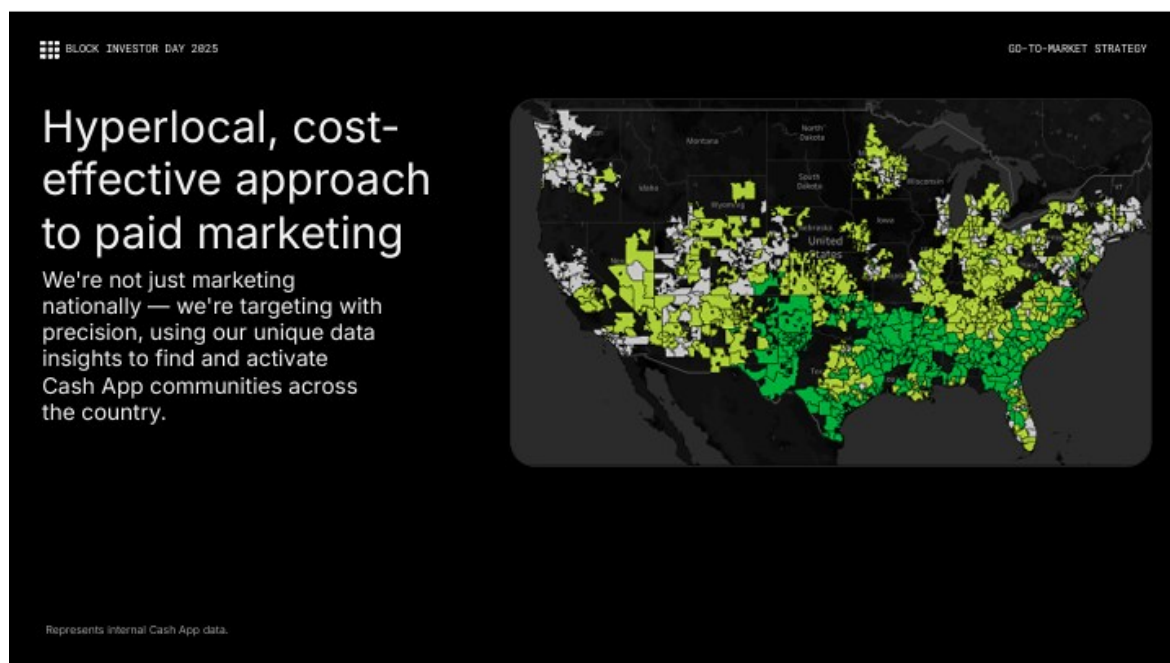 BLOCK INVESTOR DAY 2025
GO-TO-MARKET STRATEGY
Hyperlocal, cost-
effective approach
to paid marketing
We're not just marketing
nationally — we're targeting with
precision, using our unique data
insights to find and activate
Cash App communities across
the country.
Montana
North
Dakota
South
Dakota
Idaho
Wyoming
Wisconsin
Iowa
Nebraska
United
States
VT
Represents internal Cash App data.